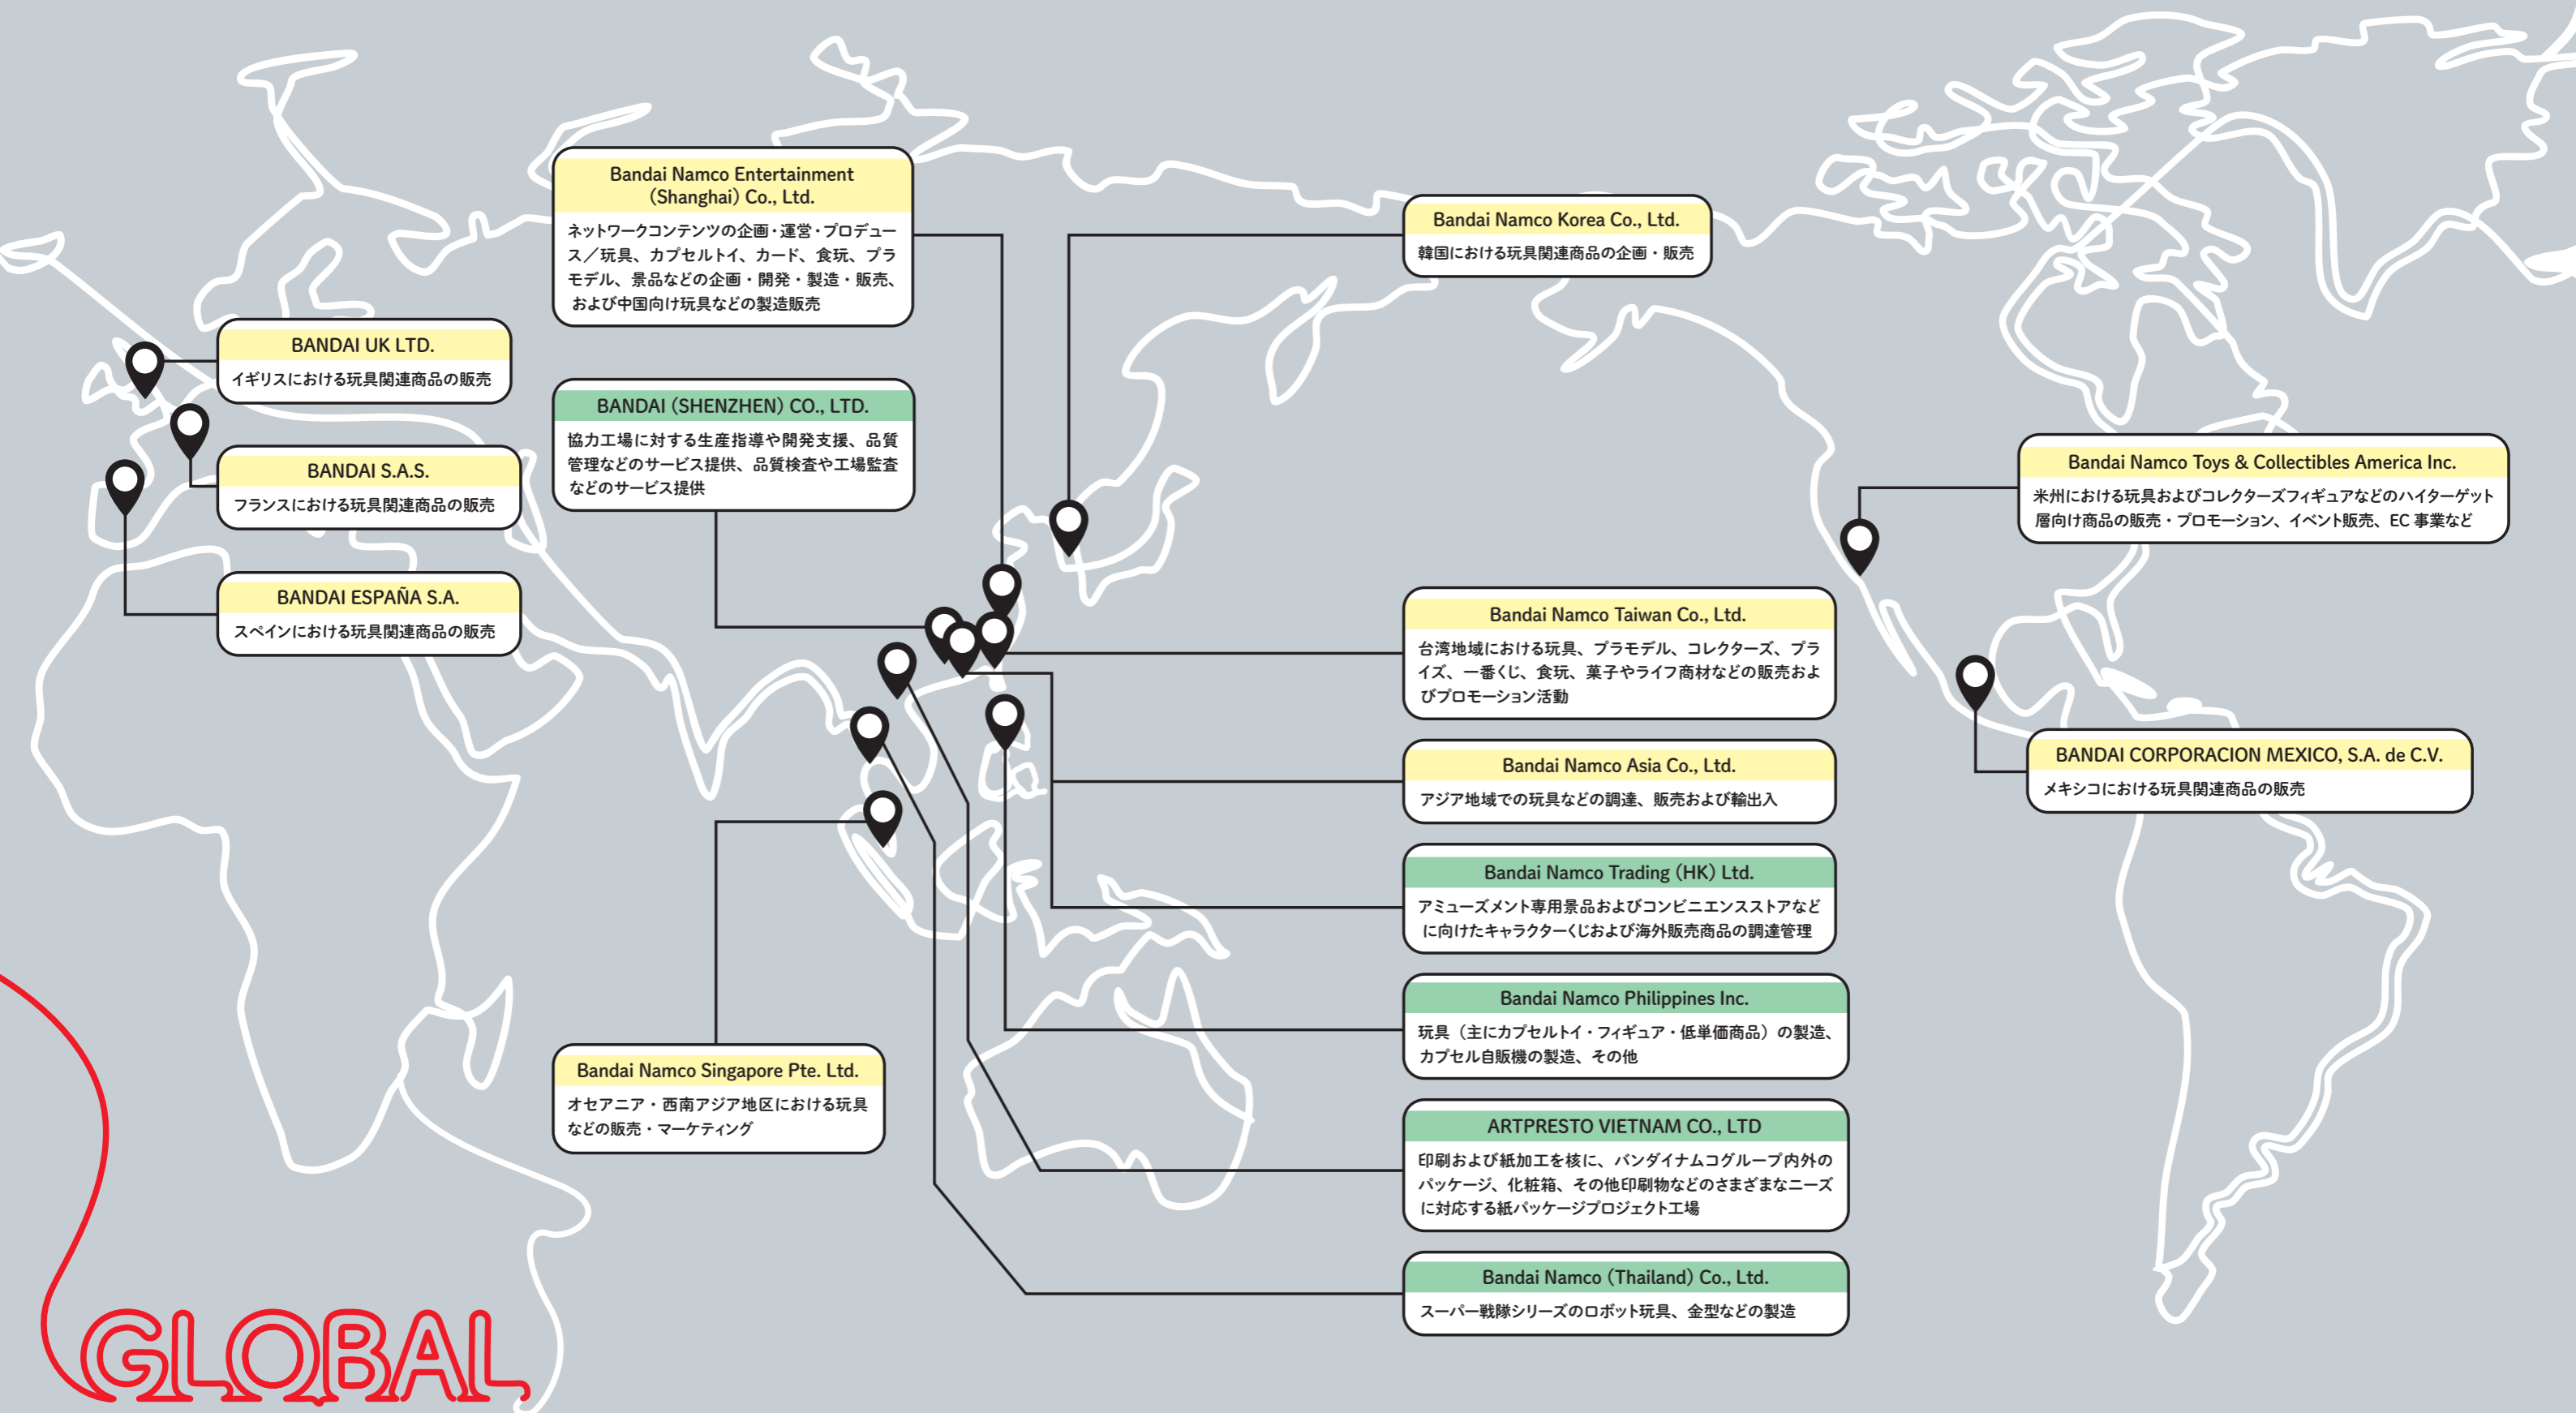 Bandai Namco Entertainment
(Shanghai) Co., Ltd.
ネットワークコンテンツの企画・運営・プロデュー
ス／玩具、カプセルトイ、カード、食玩、プラ
モデル、景品などの企画・開発・製造・販売、
および中国向け玩具などの製造販売
Bandai Namco Korea Co., Ltd.
韓国における玩具関連商品の企画・販売
BANDAI UK LTD.
イギリスにおける玩具関連商品の販売
BANDAI (SHENZHEN) CO., LTD.
協力工場に対する生産指導や開発支援、品質
管理などのサービス提供、品質検査や工場監査
などのサービス提供
BANDAI S.A.S.
フランスにおける玩具関連商品の販売
Bandai Namco Toys & Collectibles America Inc.
米州における玩具およびコレクターズフィギュアなどのハイターゲット
層向け商品の販売・プロモーション、イベント販売、EC 事業など
BANDAI ESPAÑA S.A.
スペインにおける玩具関連商品の販売
Bandai Namco Taiwan Co., Ltd.
台湾地域における玩具、プラモデル、コレクターズ、プラ
イズ、一番くじ、食玩、菓子やライフ商材などの販売およ
びプロモーション活動
Bandai Namco Asia Co., Ltd.
アジア地域での玩具などの調達、販売および輸出入
BANDAI CORPORACION MEXICO, S.A. de C.V.
メキシコにおける玩具関連商品の販売
Bandai Namco Trading (HK) Ltd.
アミューズメント専用景品およびコンビニエンスストアなど
に向けたキャラクターくじおよび海外販売商品の調達管理
Bandai Namco Philippines Inc.
玩具（主にカプセルトイ・フィギュア・低単価商品）の製造、
カプセル自販機の製造、その他
Bandai Namco Singapore Pte. Ltd.
オセアニア・西南アジア地区における玩具
などの販売・マーケティング
ARTPRESTO VIETNAM CO., LTD
印刷および紙加工を核に、バンダイナムコグループ内外の
パッケージ、化粧箱、その他印刷物などのさまざまなニーズ
に対応する紙パッケージプロジェクト工場
Bandai Namco (Thailand) Co., Ltd.
スーパー戦隊シリーズのロボット玩具、金型などの製造
GLOBAL